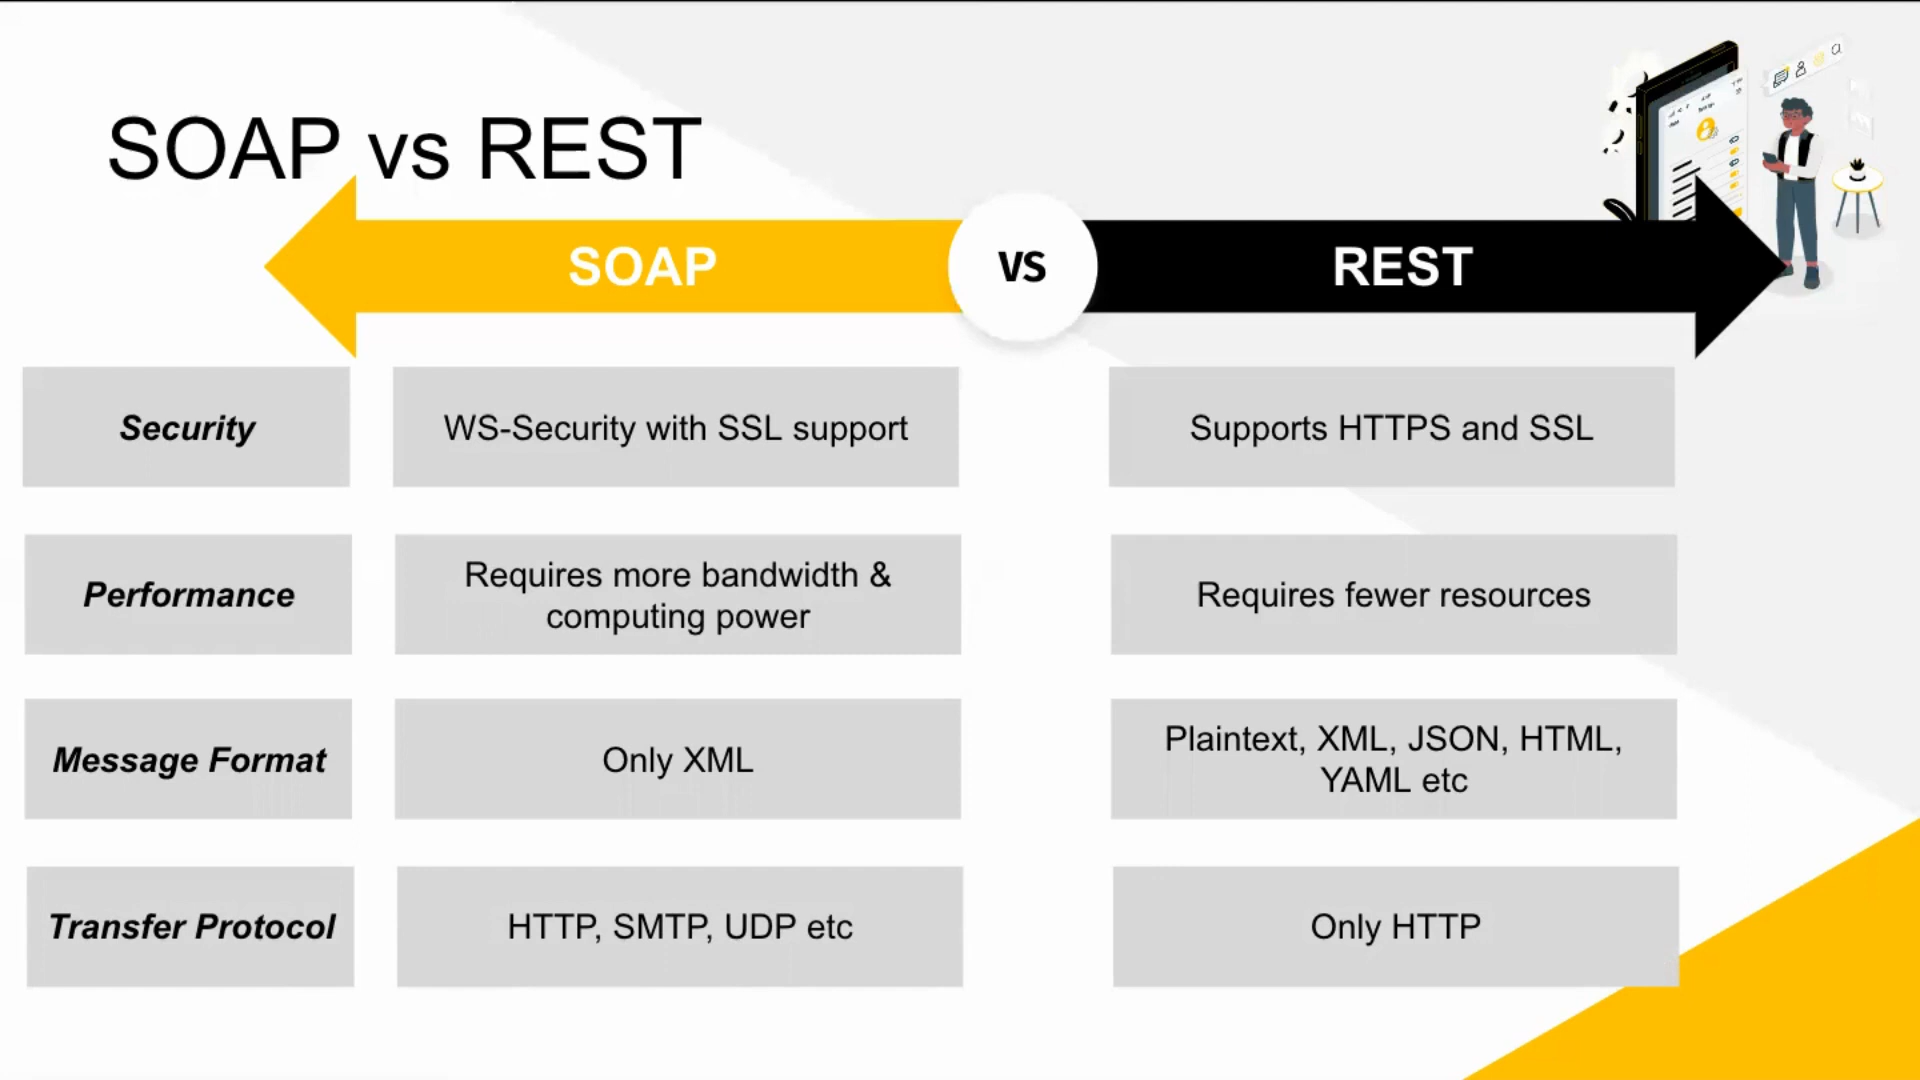 SOAP vs REST
SOAP
VS
REST
Security
WS-Security with SSL support
Supports HTTPS and SSL
Performance
Requires more bandwidth &
computing power
Requires fewer resources
Message Format
Only XML
Plaintext, XML, JSON, HTML,
YAML etc
Transfer Protocol
HTTP, SMTP, UDP etc
Only HTTP